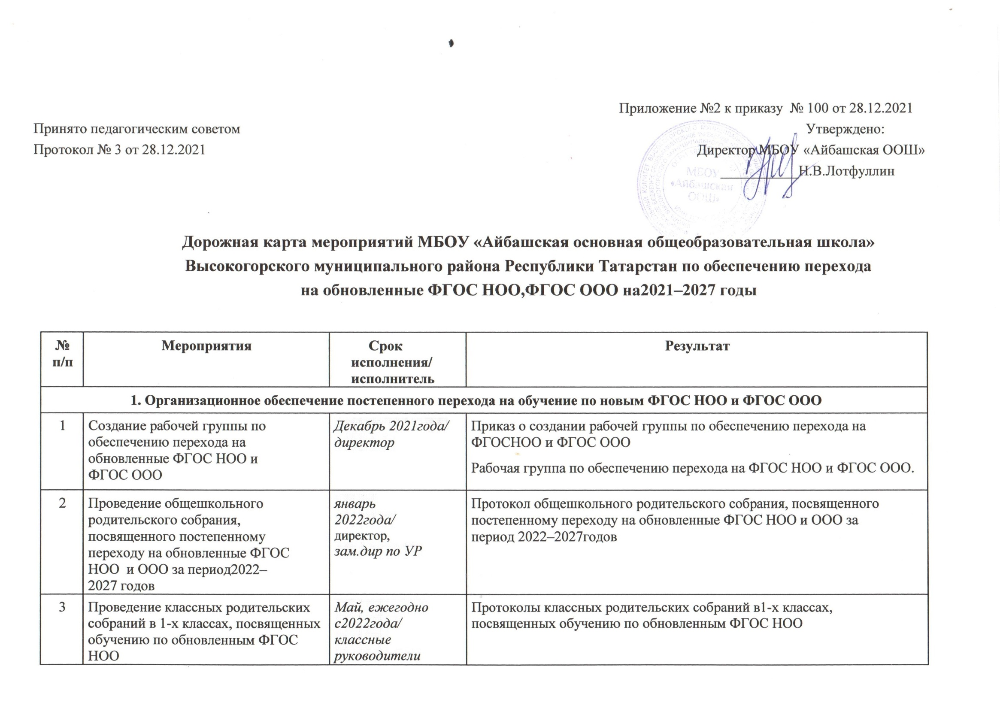 Приложение №2 к приказу  № 100 от 28.12.2021
Принято педагогическим советом
Утверждено:
Протокол № 3 от 28.12.2021
Директор МБОУ «Айбашская ООШ»
Н.В.Лотфуллин
МБОУ
«Айбашская
ООШ»
Дорожная карта мероприятий МБОУ «Айбашская основная общеобразовательная школа»
Высокогорского муниципального района Республики Татарстан по обеспечению перехода
на обновленные ФГОС НОО,ФГОС ООО на2021–2027 годы
№
п/п
Мероприятия
Срок
исполнения/
исполнитель
Результат
1. Организационное обеспечение постепенного перехода на обучение по новым ФГОС НОО и ФГОС ООО
1
Создание рабочей группы по
обеспечению перехода на
обновленные ФГОС НОО и
ФГОС ООО
Декабрь 2021года/
директор
Приказ о создании рабочей группы по обеспечению перехода на
ФГОСНОО и ФГОС ООО
Рабочая группа по обеспечению перехода на ФГОС НОО и ФГОС ООО.
2
Проведение общешкольного
родительского собрания,
посвященного постепенному
переходу на обновленные ФГОС
НОО  и ООО за период2022–
2027 годов
январь
2022года/
директор,
зам.дир по УР
Протокол общешкольного родительского собрания, посвященного
постепенному переходу на обновленные ФГОС НОО и ООО за
период 2022–2027годов
3
Проведение классных родительских
собраний в 1-х классах, посвященных
обучению по обновленным ФГОС
НОО
Май, ежегодно
с2022года/
классные
руководители
Протоколы классных родительских собраний в1-х классах,
посвященных обучению по обновленным ФГОС НОО